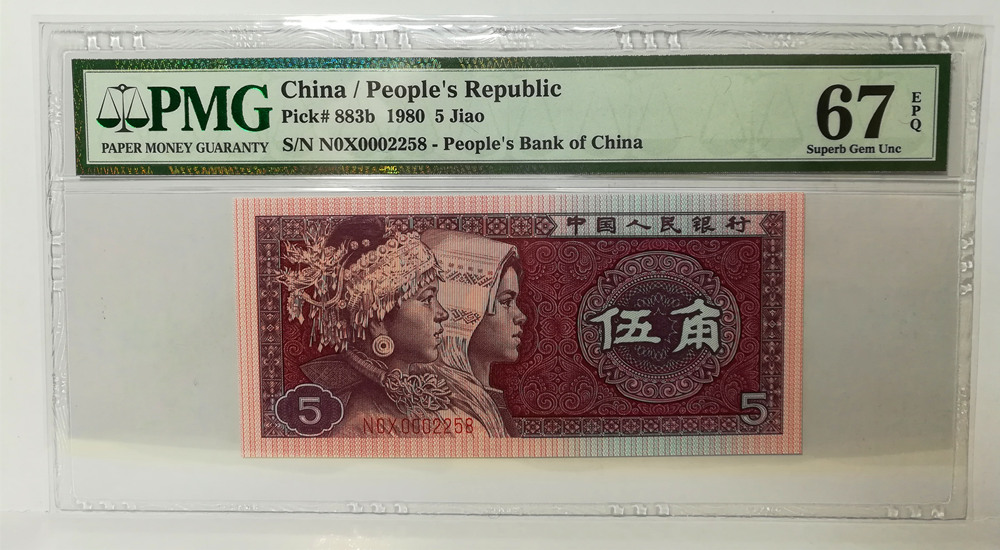 PMG
PAPER MONEY GUARANTY
China / People's Republic
Pick# 883b 1980 5 Jiao
S/N N0X0002258 - People's Bank of China
67
EPQ
Superb Gem Unc
中国人民银行
伍角
5
N0X0002258
5